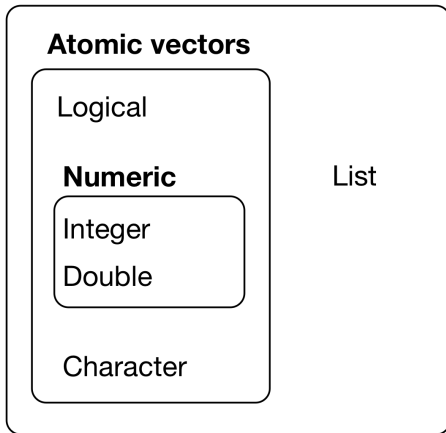 Atomic vectors
Logical
Numeric
List
Integer
Double
Character